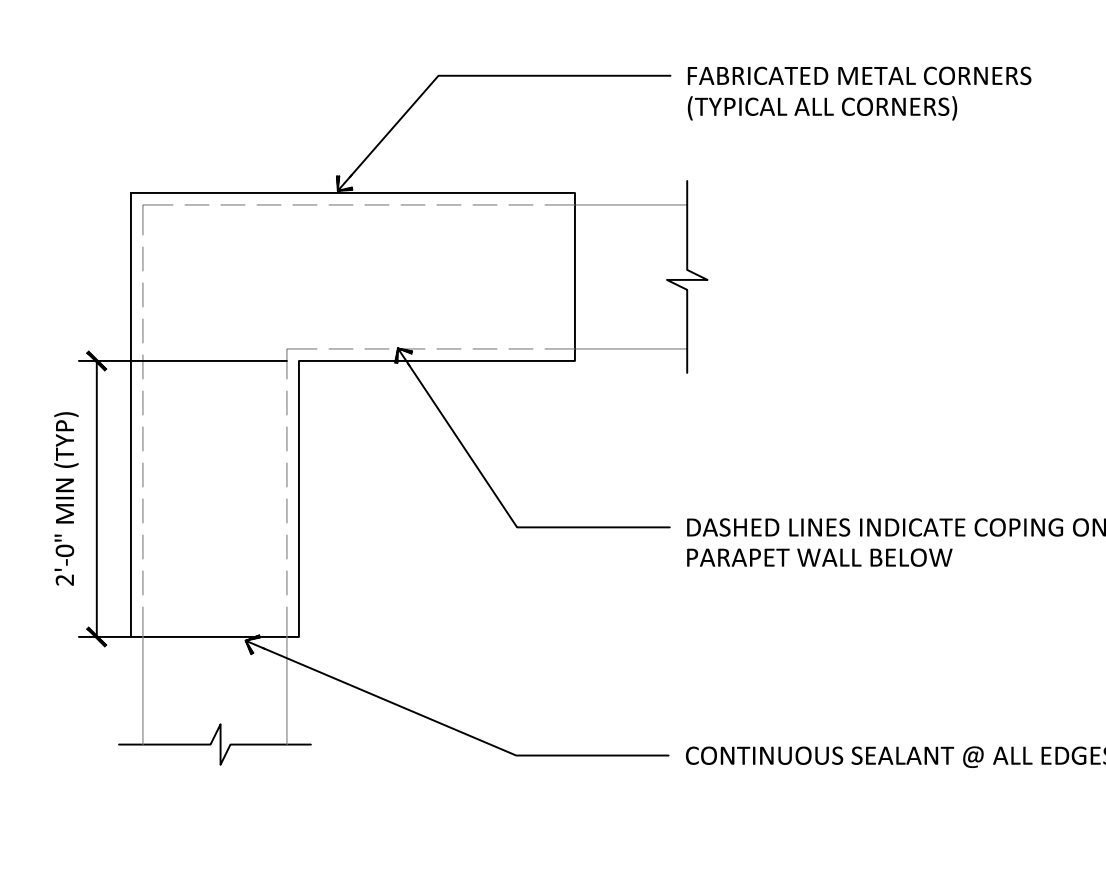 FABRICATED METAL CORNERS
(TYPICAL ALL CORNERS)
2'-0" MIN (TYP)
DASHED LINES INDICATE COPING ON
PARAPET WALL BELOW
CONTINUOUS SEALANT @ ALL EDGES